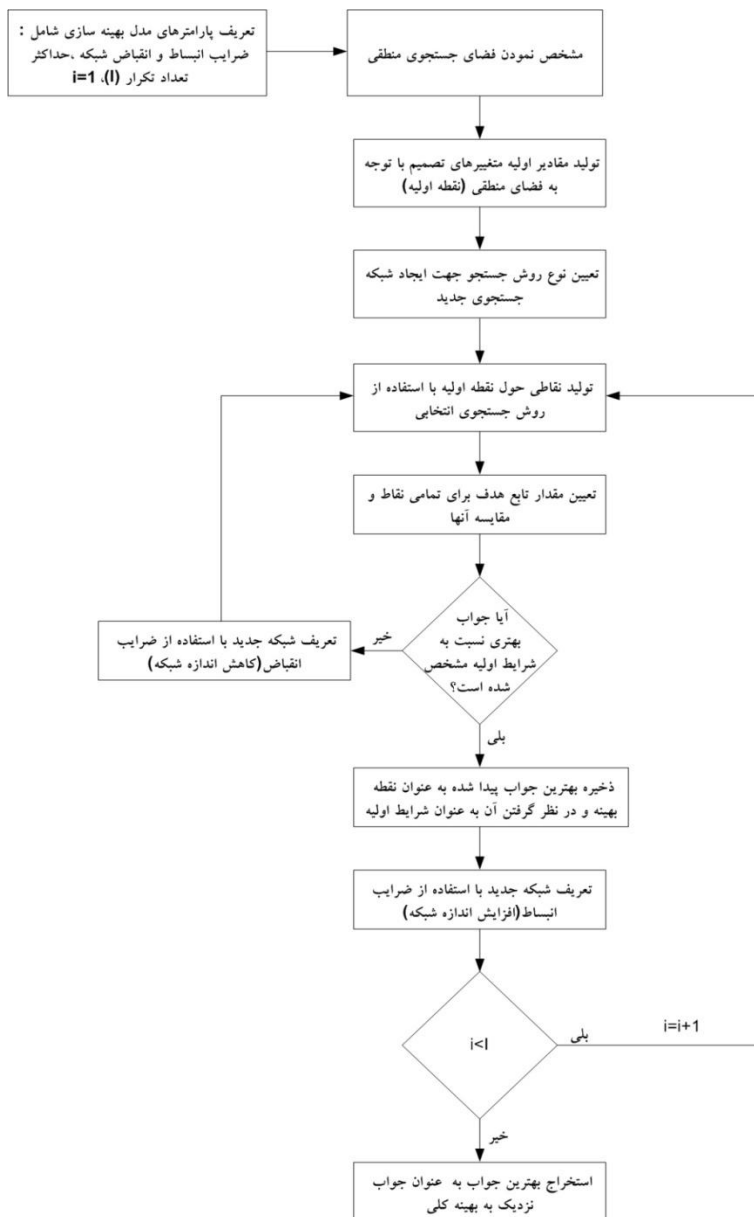 تعریف پارامترهای مدل بهینه سازی شامل :
ضرایب انبساط و انقباض شبکه ،حداکثر
تعداد تکرار (I)، i=1
مشخص نمودن فضای جستجوی منطقی
تولید مقادیر اولیه متغییرهای تصمیم با توجه
به فضای منطقی (نقطه اولیه)
تعیین نوع روش جستجو جهت ایجاد شبکه
جستجوی جدید
تولید نقاطی حول نقطه اولیه با استفاده از
روش جستجوی انتخابی
تعیین مقدار تابع هدف برای تمامی نقاط و
مقایسه آنها
آیا جواب
بهتری نسبت به
شرایط اولیه مشخص
شده است؟
خیر
تعریف شبکه جدید با استفاده از ضرایب
انقباض(کاهش اندازه شبکه)
بلی
ذخیره بهترین جواب پیدا شده به عنوان نقطه
بهینه و در نظر گرفتن آن به عنوان شرایط اولیه
تعریف شبکه جدید با استفاده از ضرایب
انبساط(افزایش اندازه شبکه)
i<I
بلی
i=i+1
خیر
استخراج بهترین جواب به عنوان جواب
نزدیک به بهینه کلی